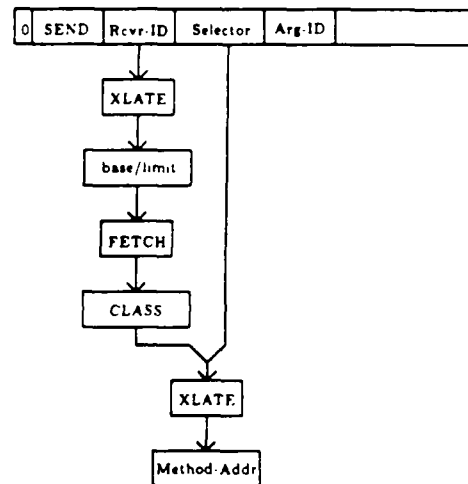 0 SEND Rcvr-ID Selector Arg-ID
XLATE
base/limit
FETCH
CLASS
XLATE
Method-Addr